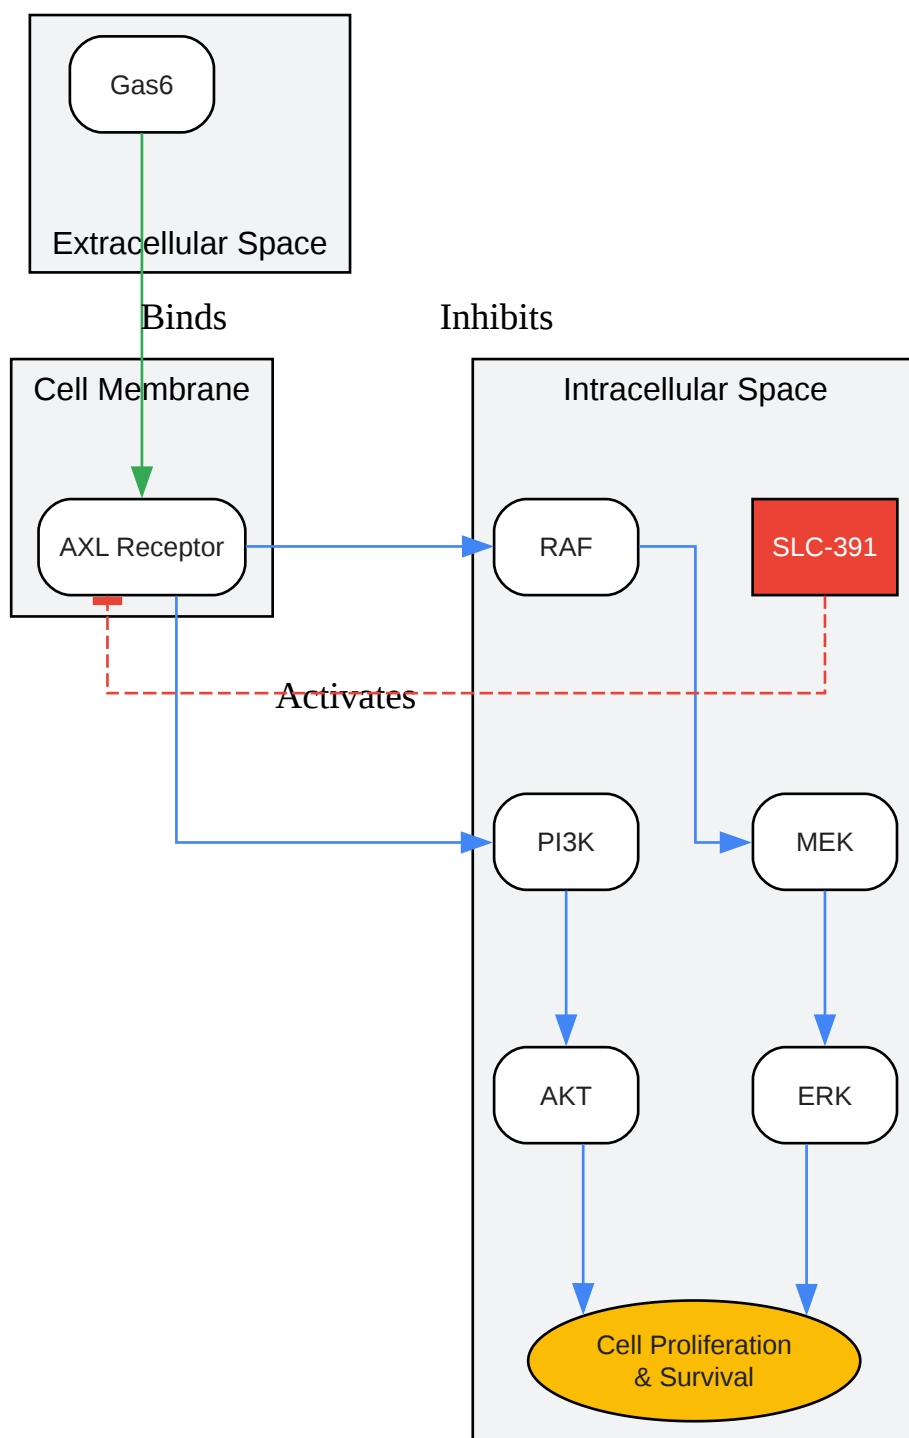 Gas6
Extracellular Space
Binds
Inhibits
Cell Membrane
Intracellular Space
AXL Receptor
RAF
SLC-391
Activates
PI3K
MEK
AKT
ERK
Cell Proliferation
& Survival